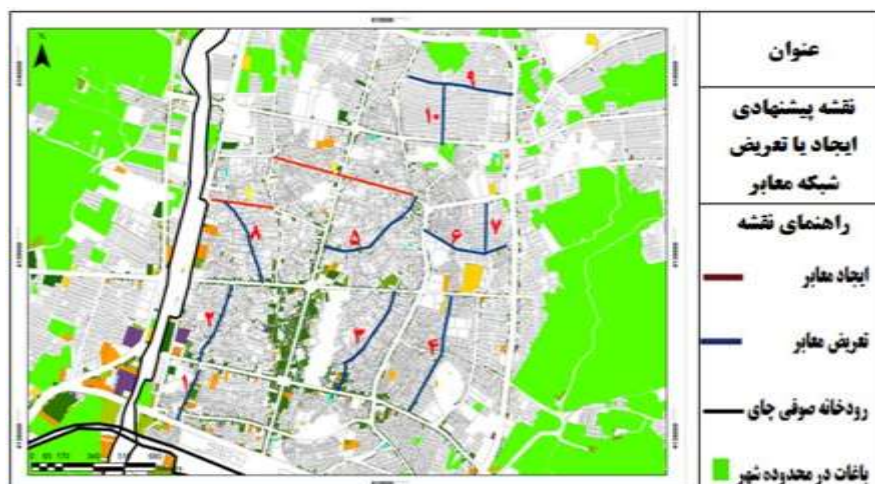 عنوان
نقشه پیشنهادی
ایجاد یا تعریض
شبکه معابر
راهنمای نقشه
ایجاد معابر
تعریض معابر
رودخانه صوفی چای
باغات در محدوده شهر
۹
۱۰
۷
۶
۵
۸
۲
۳
۴
۱